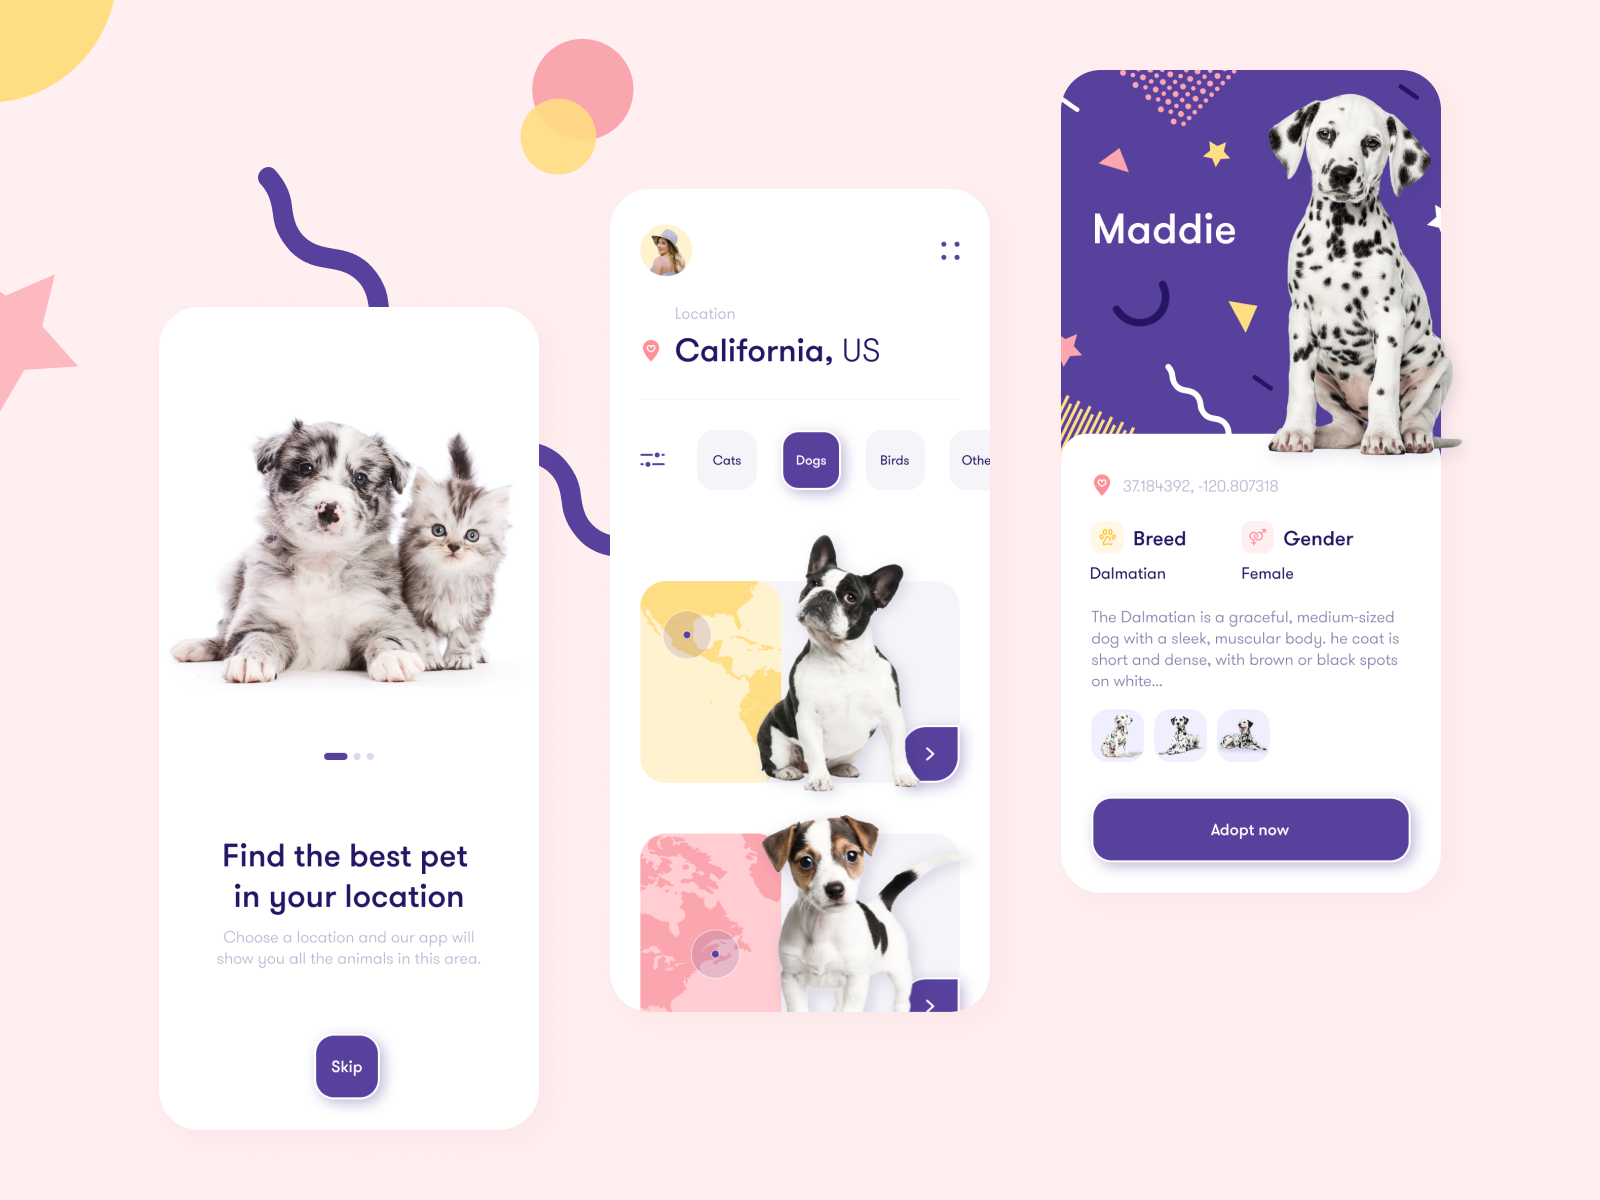 Find the best pet
in your location
Choose a location and our app will
show you all the animals in this area.
Skip
Location
California, US
Cats
Dogs
Birds
Othe
Maddie
37.184392, -120.807318
Breed
Gender
Dalmatian
Female
The Dalmatian is a graceful, medium-sized
dog with a sleek, muscular body. he coat is
short and dense, with brown or black spots
on white...
Adopt now